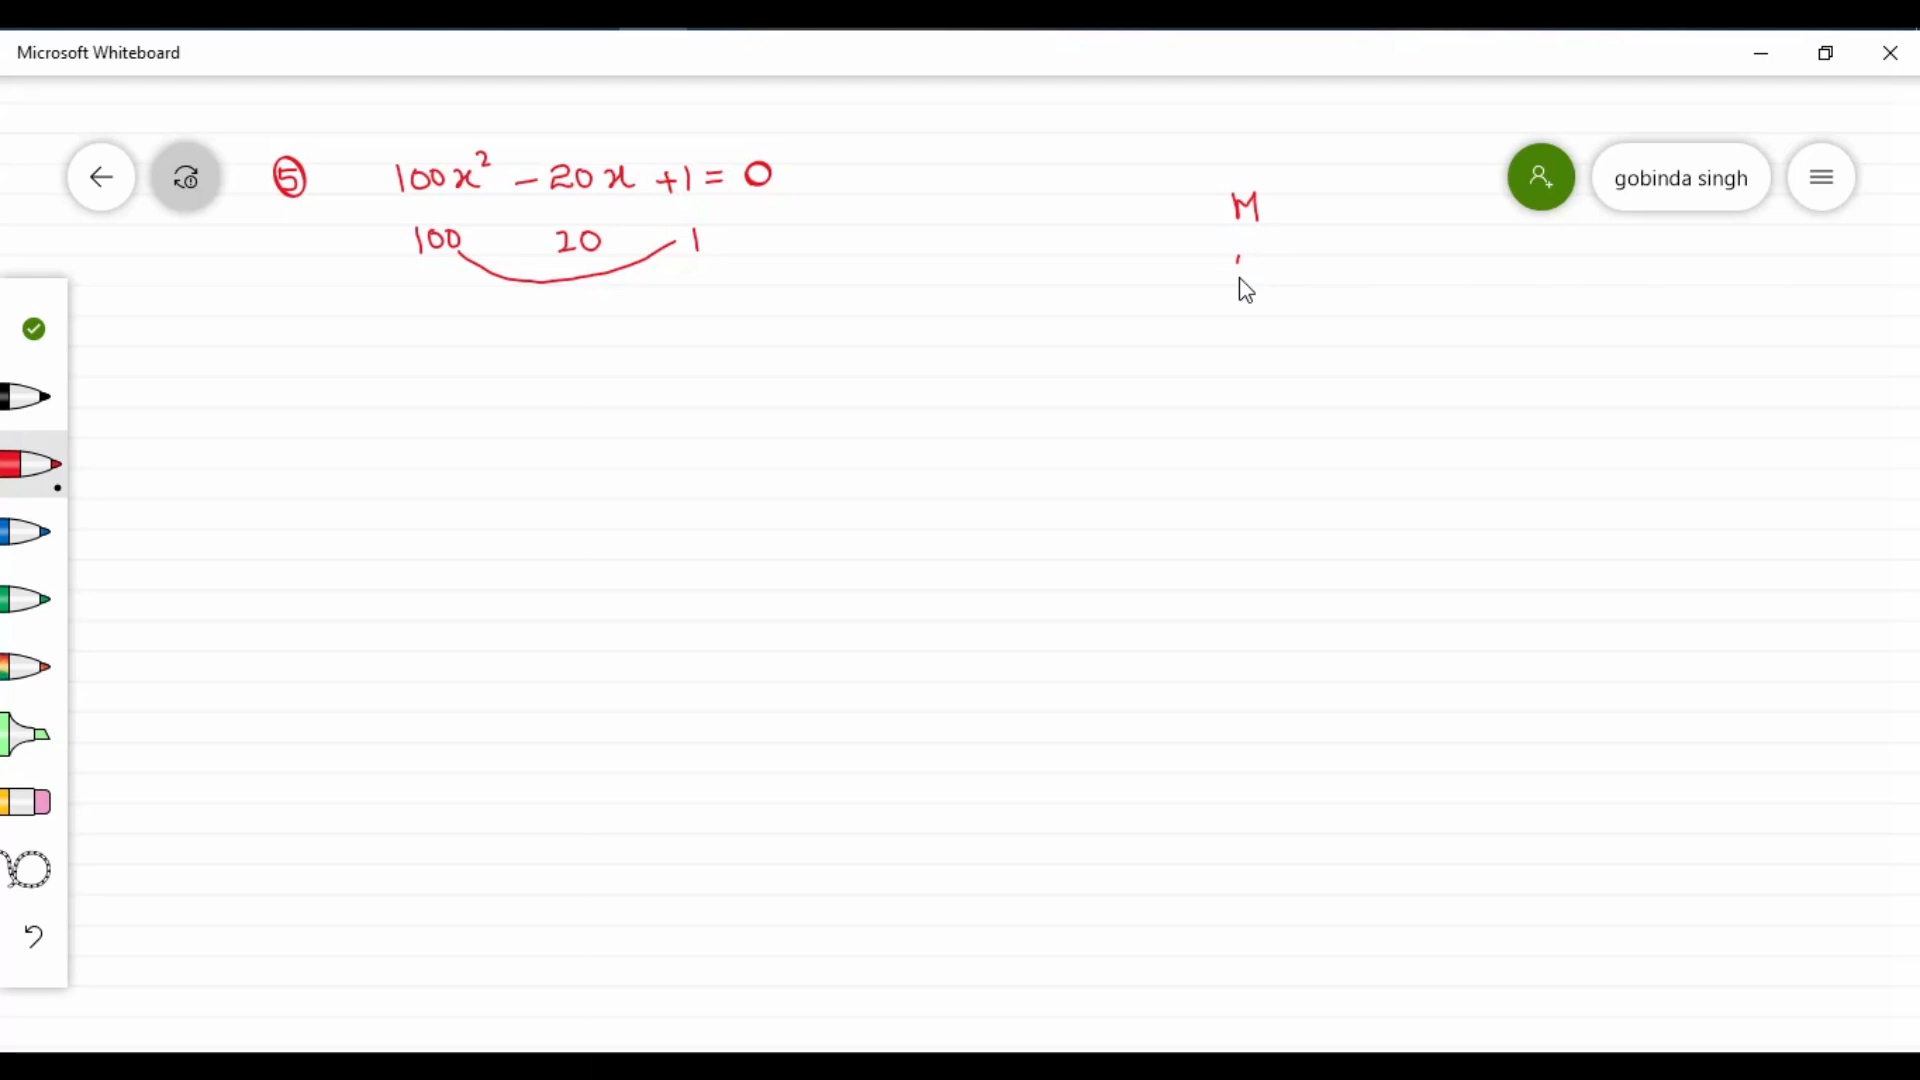 Microsoft Whiteboard
⑤ 100x² - 20x + 1 = 0
gobinda singh
M
100 20 1